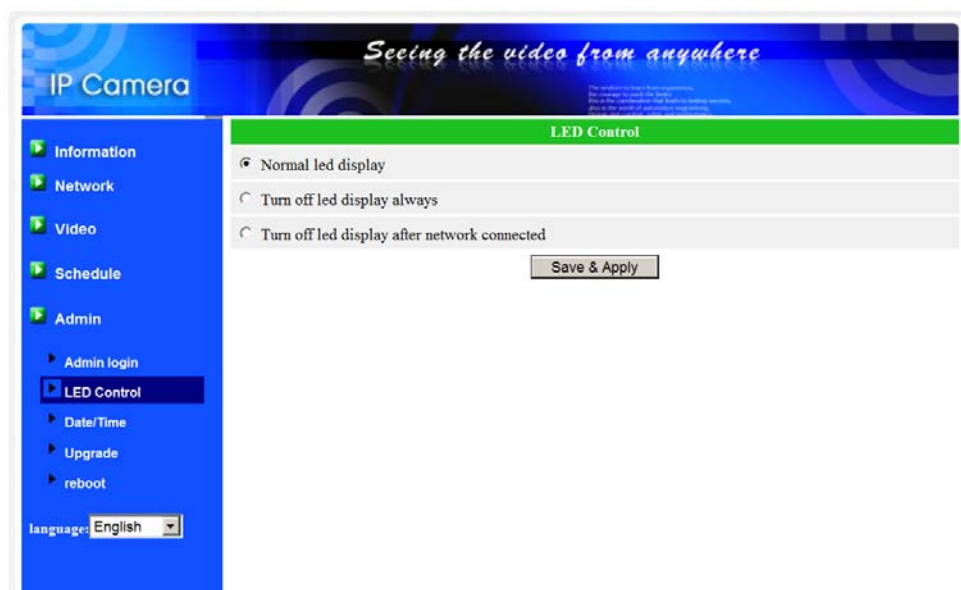 Seeing the video from anywhere
IP Camera
Information
Network
Video
Schedule
Admin
Admin login
LED Control
Date/Time
Upgrade
reboot
language: English
LED Control
Normal led display
Turn off led display always
Turn off led display after network connected
Save & Apply